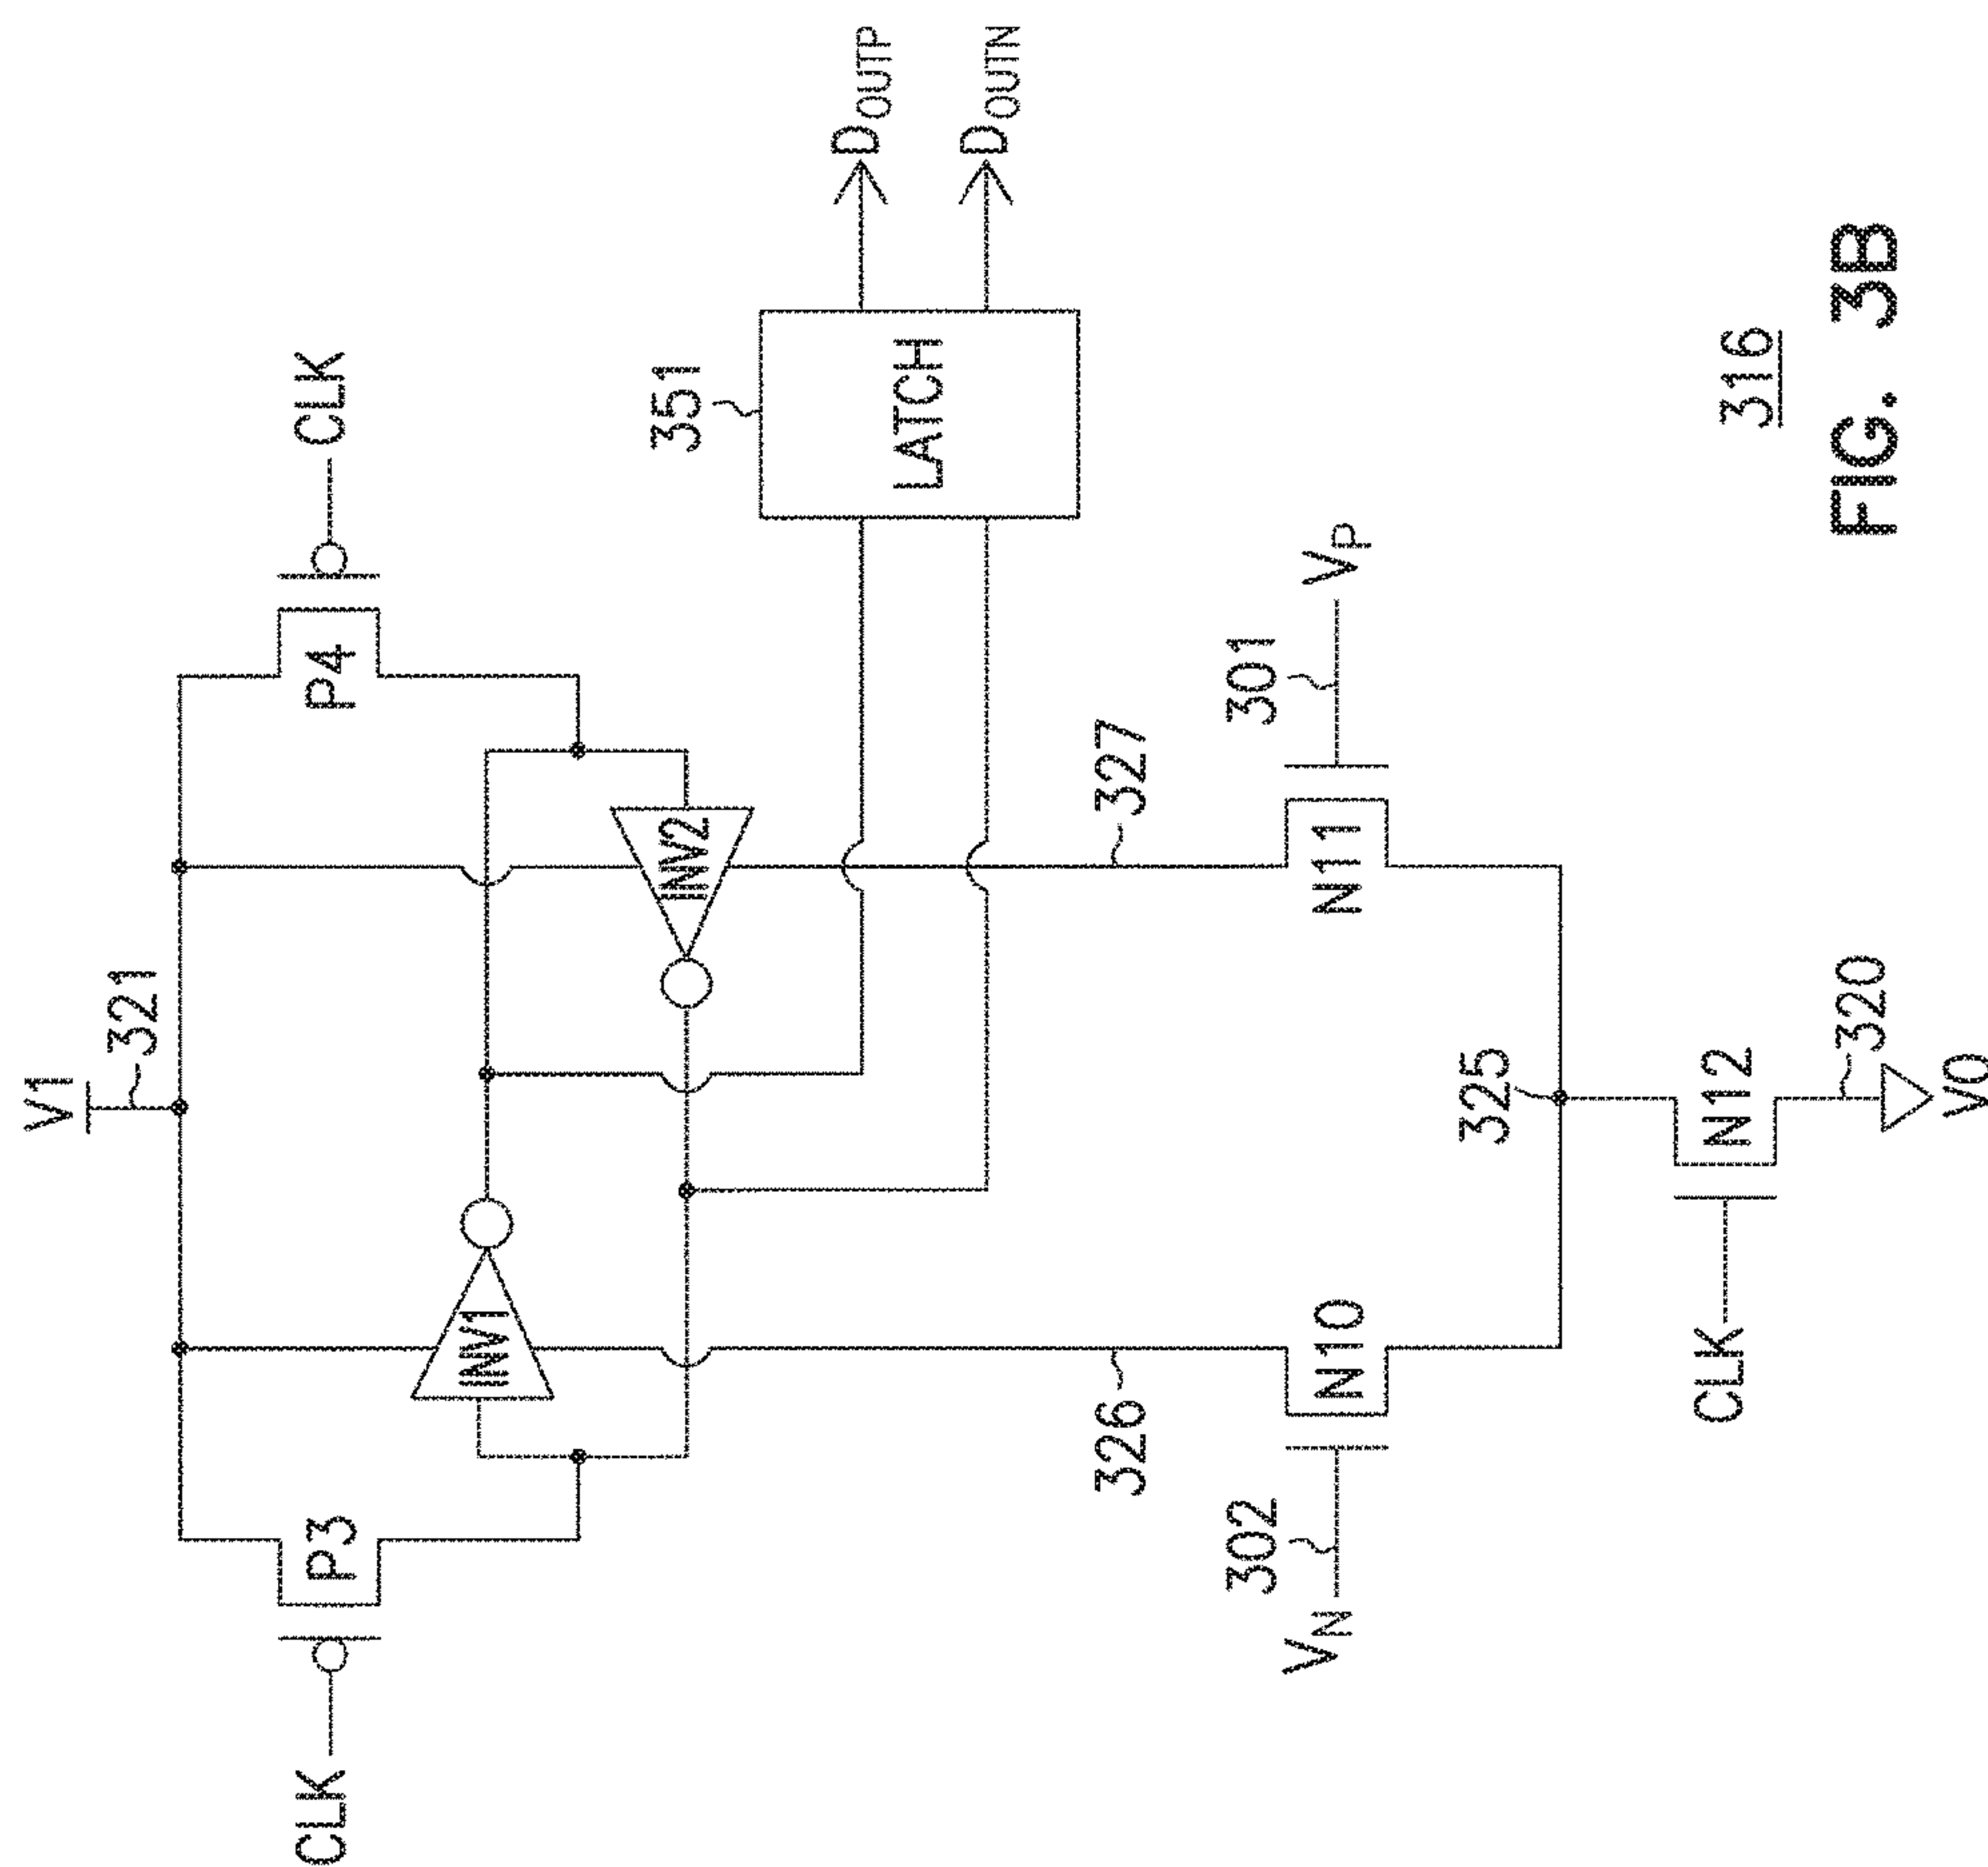 V1
321
CLK
P3
P4
CLK
INV1
INV2
351
LATCH
DOUTP
DOUTN
326
327
302
VN
N10
N11
301
VP
325
CLK
N12
320
V0
316
FIG. 3B